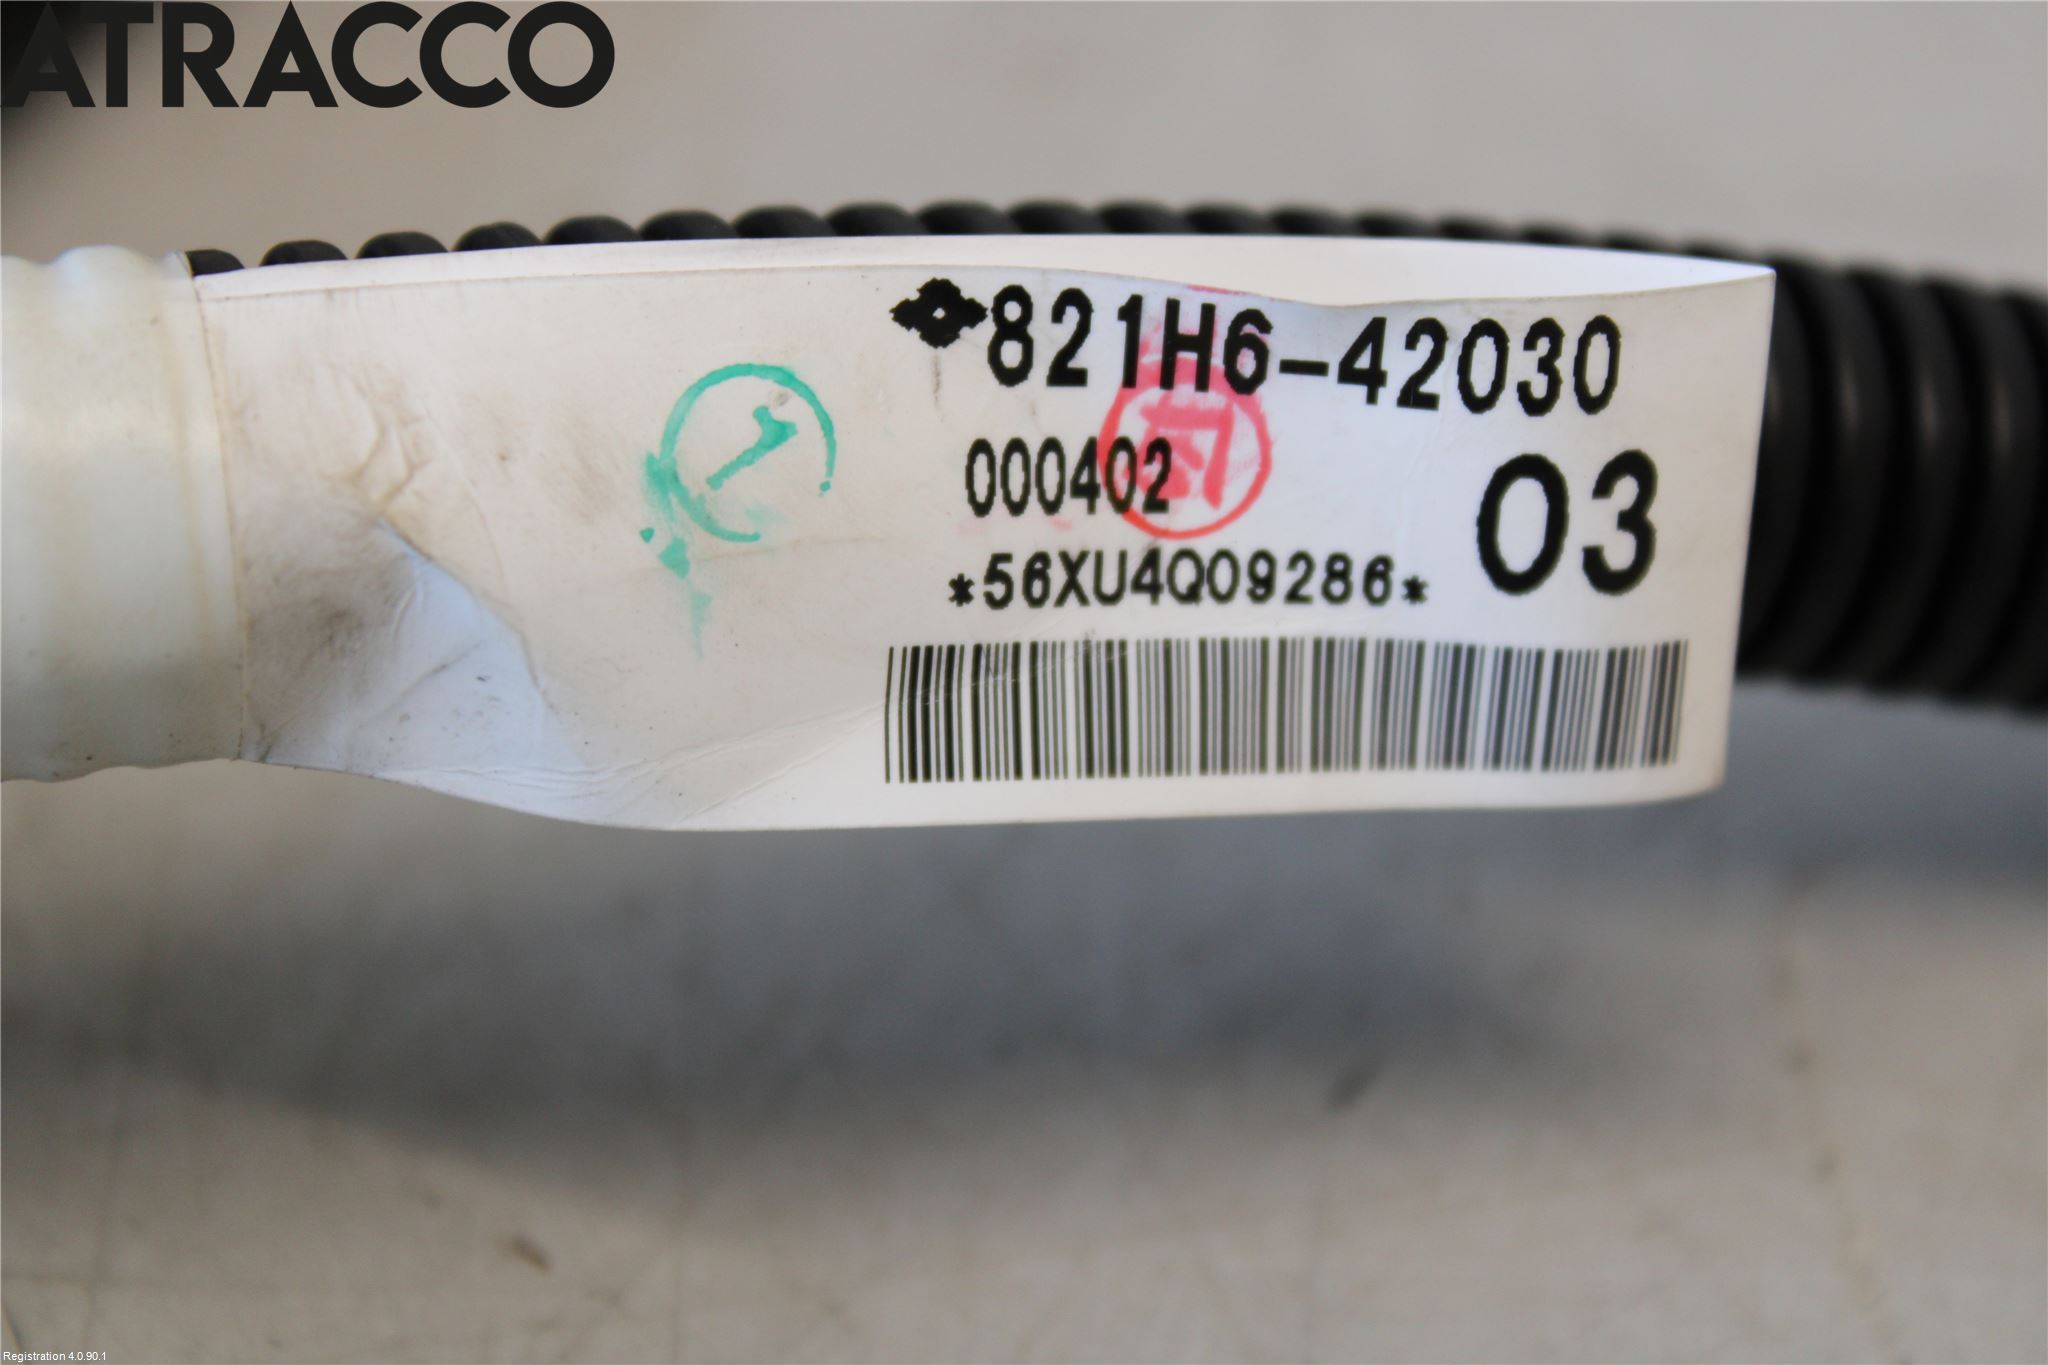 ATRACCO
821H6-42030
000402
03
*56XU4Q09286*
Registration 4.0.90.1